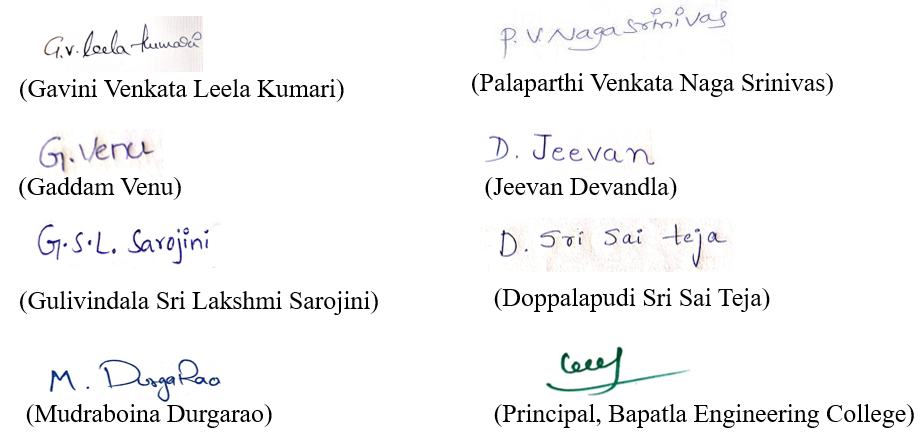 G.v. leela kumari
P. V. Naga Srinivas
(Gavini Venkata Leela Kumari)
(Palaparthi Venkata Naga Srinivas)
G. Venu
D. Jeevan
(Gaddam Venu)
(Jeevan Devandla)
G.S.L. Sarojini
D. Sri Sai teja
(Gulivindala Sri Lakshmi Sarojini)
(Doppalapudi Sri Sai Teja)
M. DurgaRao
(Mudraboina Durgarao)
(Principal, Bapatla Engineering College)